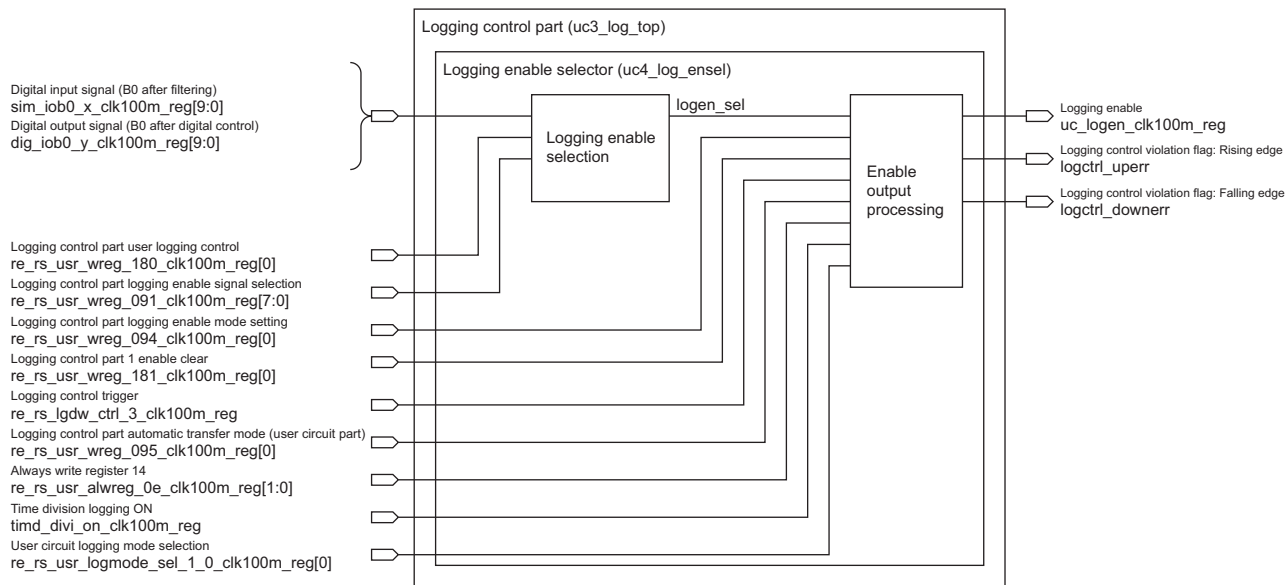 Logging control part (uc3_log_top)
Logging enable selector (uc4_log_ensel)
Digital input signal (B0 after filtering)
sim_iob0_x_clk100m_reg[9:0]
Digital output signal (B0 after digital control)
dig_iob0_y_clk100m_reg[9:0]
Logging enable
selection
logen_sel
Enable
output
processing
Logging enable
uc_logen_clk100m_reg
Logging control violation flag: Rising edge
logctrl_uperr
Logging control violation flag: Falling edge
logctrl_downerr
Logging control part user logging control
re_rs_usr_wreg_180_clk100m_reg[0]
Logging control part logging enable signal selection
re_rs_usr_wreg_091_clk100m_reg[7:0]
Logging control part logging enable mode setting
re_rs_usr_wreg_094_clk100m_reg[0]
Logging control part 1 enable clear
re_rs_usr_wreg_181_clk100m_reg[0]
Logging control trigger
re_rs_lgdw_ctrl_3_clk100m_reg
Logging control part automatic transfer mode (user circuit part)
re_rs_usr_wreg_095_clk100m_reg[0]
Always write register 14
re_rs_usr_alwreg_0e_clk100m_reg[1:0]
Time division logging ON
timd_divi_on_clk100m_reg
User circuit logging mode selection
re_rs_usr_logmode_sel_1_0_clk100m_reg[0]